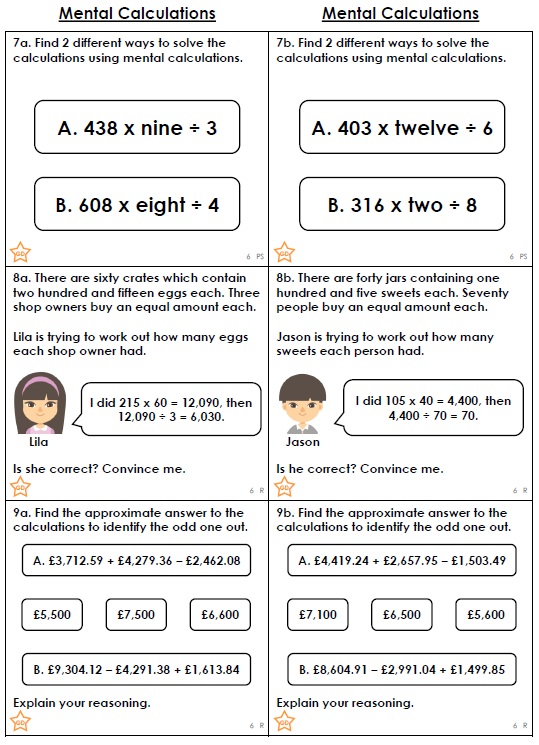 Mental Calculations
Mental Calculations
7a. Find 2 different ways to solve the
calculations using mental calculations.
A. 438 x nine ÷ 3
B. 608 x eight ÷ 4
GD
6 PS
7b. Find 2 different ways to solve the
calculations using mental calculations.
A. 403 x twelve ÷ 6
B. 316 x two ÷ 8
6 PS
8a. There are sixty crates which contain
two hundred and fifteen eggs each. Three
shop owners buy an equal amount each.
Lila is trying to work out how many eggs
each shop owner had.
I did 215 x 60 = 12,090, then
12,090 ÷ 3 = 6,030.
Lila
Is she correct? Convince me.
GD
6 R
8b. There are forty jars containing one
hundred and five sweets each. Seventy
people buy an equal amount each.
Jason is trying to work out how many
sweets each person had.
I did 105 x 40 = 4,400, then
4,400 ÷ 70 = 70.
Jason
Is he correct? Convince me.
GD
6 R
9a. Find the approximate answer to the
calculations to identify the odd one out.
A. £3,712.59 + £4,279.36 – £2,462.08
£5,500
£7,500
£6,600
B. £9,304.12 – £4,291.38 + £1,613.84
Explain your reasoning.
GD
6 R
9b. Find the approximate answer to the
calculations to identify the odd one out.
A. £4,419.24 + £2,657.95 – £1,503.49
£7,100
£6,500
£5,600
B. £8,604.91 – £2,991.04 + £1,499.85
Explain your reasoning.
GD
6 R